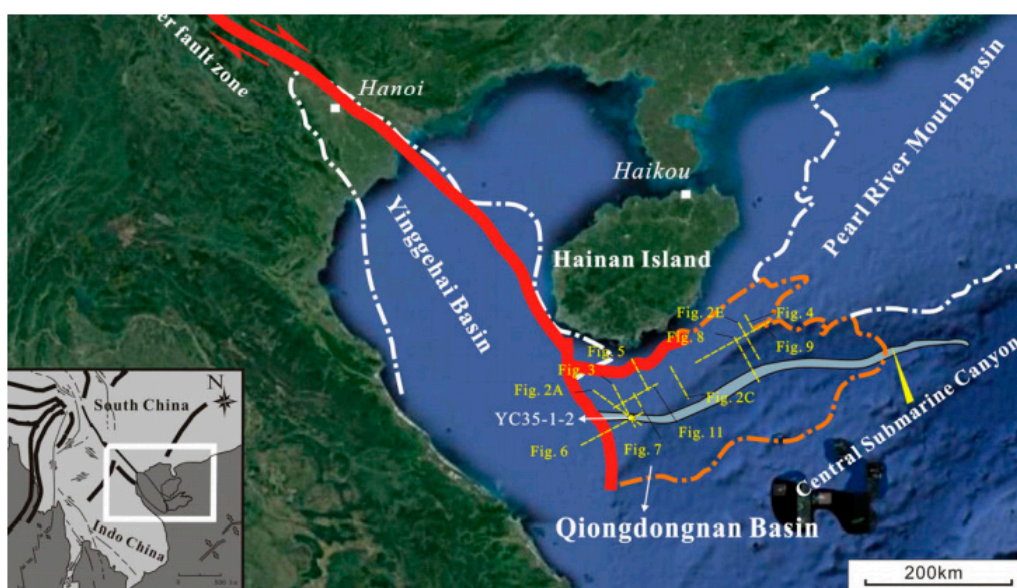 er fault zone
Hanoi
Haikou
Pearl River Mouth Basin
Yinggehai Basin
Hainan Island
Fig. 2E
Fig. 4
Fig. 8
Fig. 9
Fig. 5
Fig. 3
Fig. 2A
Fig. 2C
YC35-1-2
Fig. 11
Fig. 6
Fig. 7
Central Submarine Canyon
Qiongdongnan Basin
N
South China
Indo China
200km